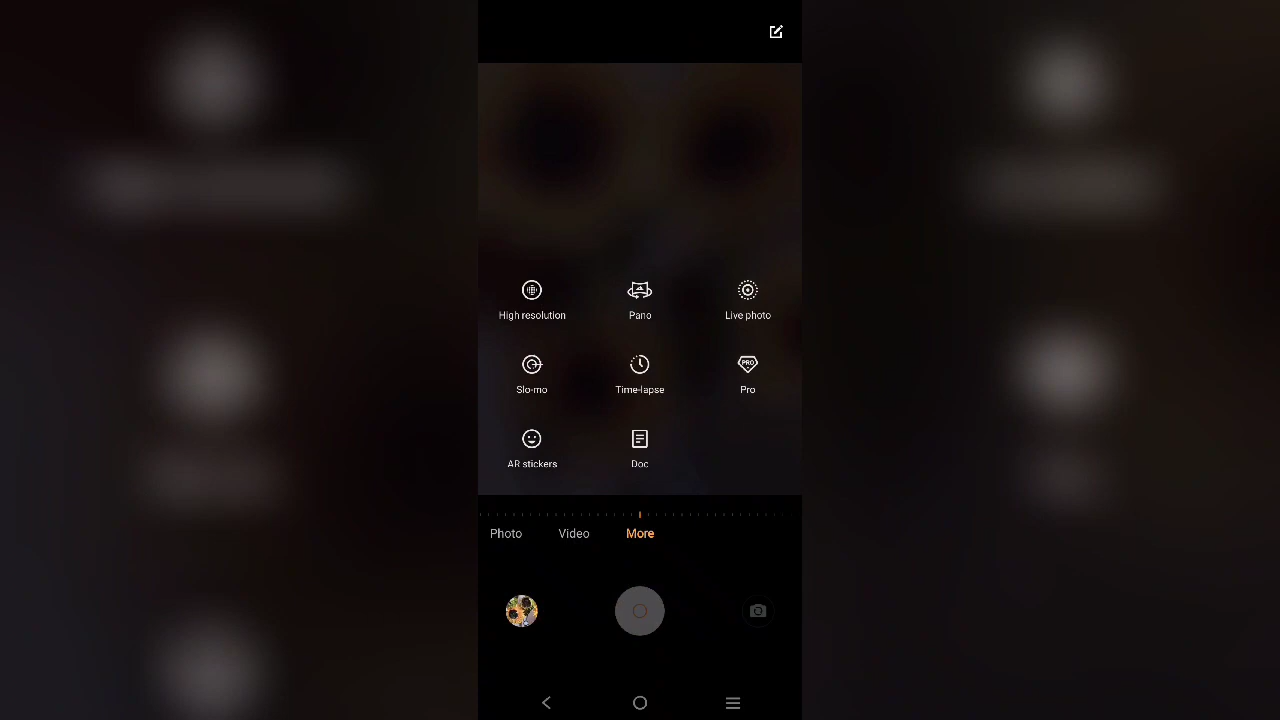 High resolution Pano Live photo
PRO
Slo-mo Time-lapse Pro
AR stickers Doc
Photo Video More